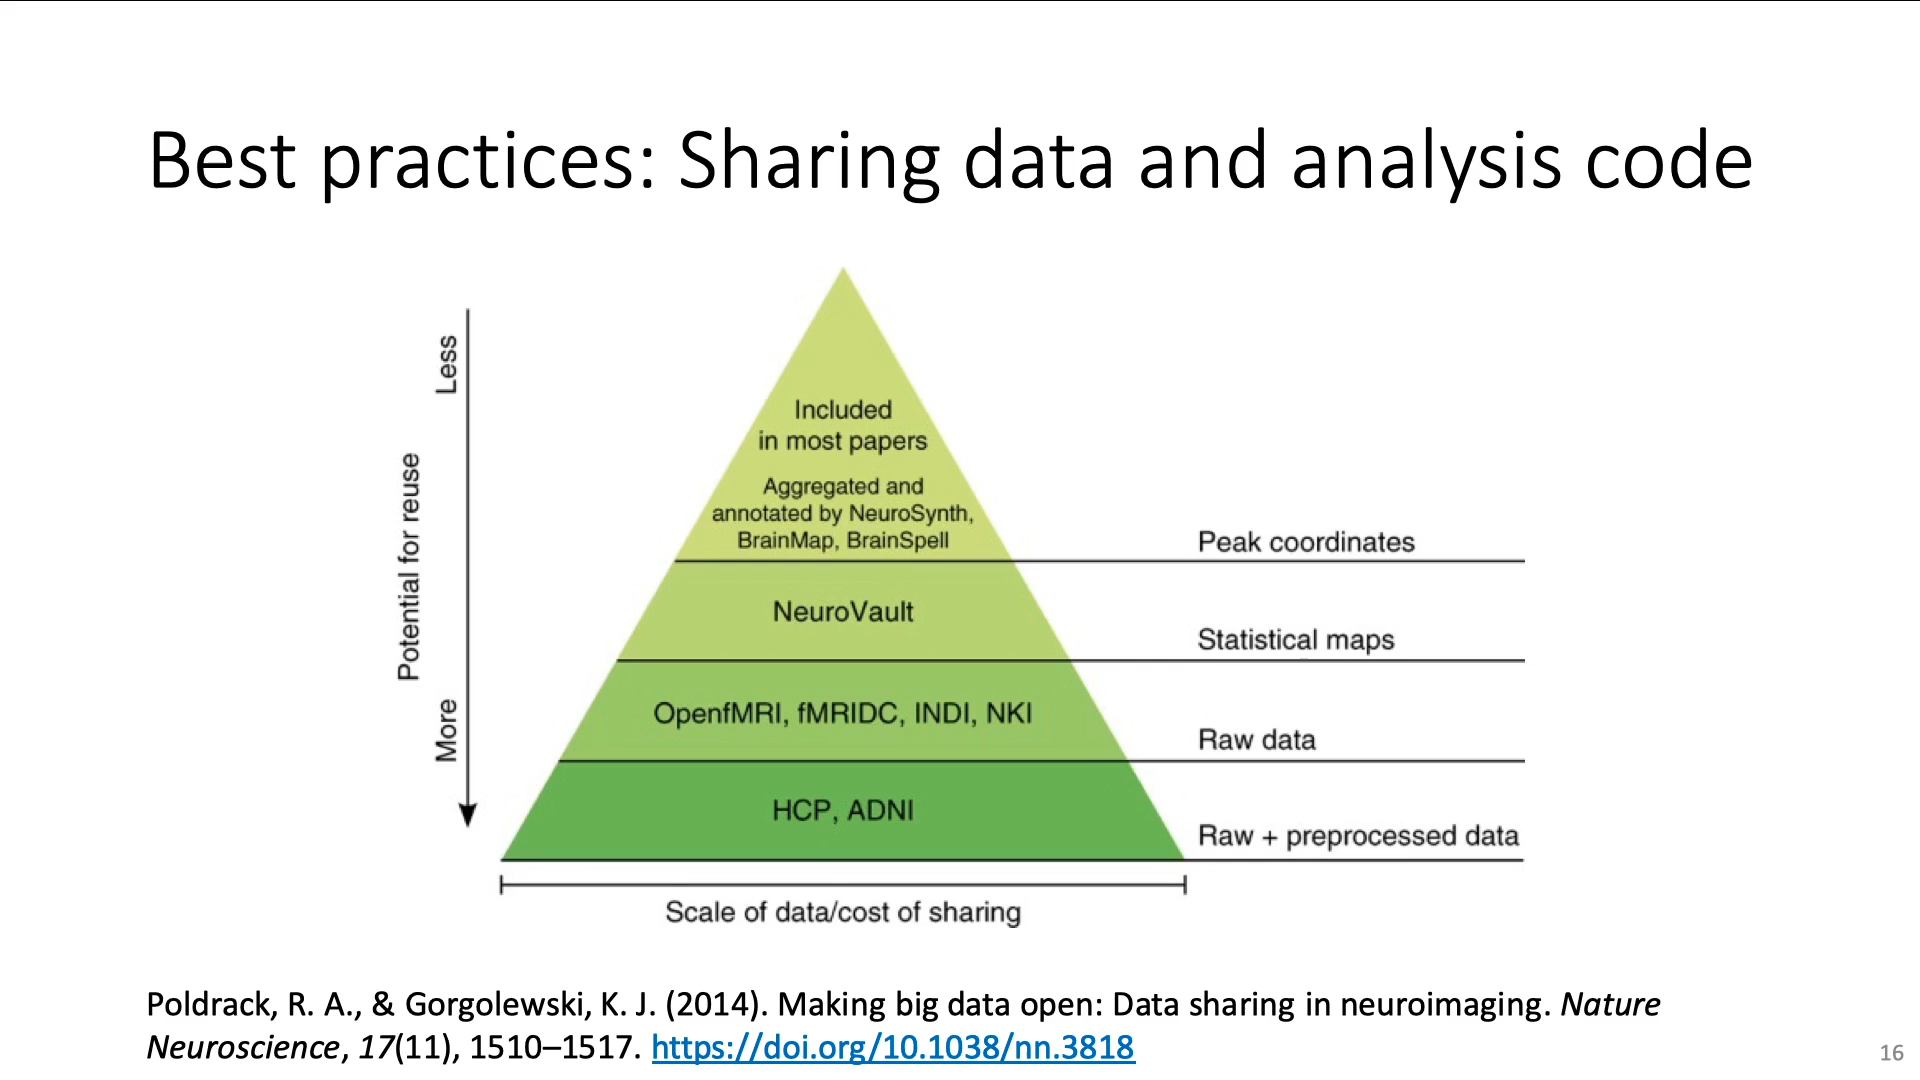 Best practices: Sharing data and analysis code
Less
Potential for reuse
More
Included
in most papers
Aggregated and
annotated by NeuroSynth,
BrainMap, BrainSpell
Peak coordinates
NeuroVault
Statistical maps
OpenfMRI, fMRIDC, INDI, NKI
Raw data
HCP, ADNI
Raw + preprocessed data
Scale of data/cost of sharing
Poldrack, R. A., & Gorgolewski, K. J. (2014). Making big data open: Data sharing in neuroimaging. Nature
Neuroscience, 17(11), 1510–1517. https://doi.org/10.1038/nn.3818
16